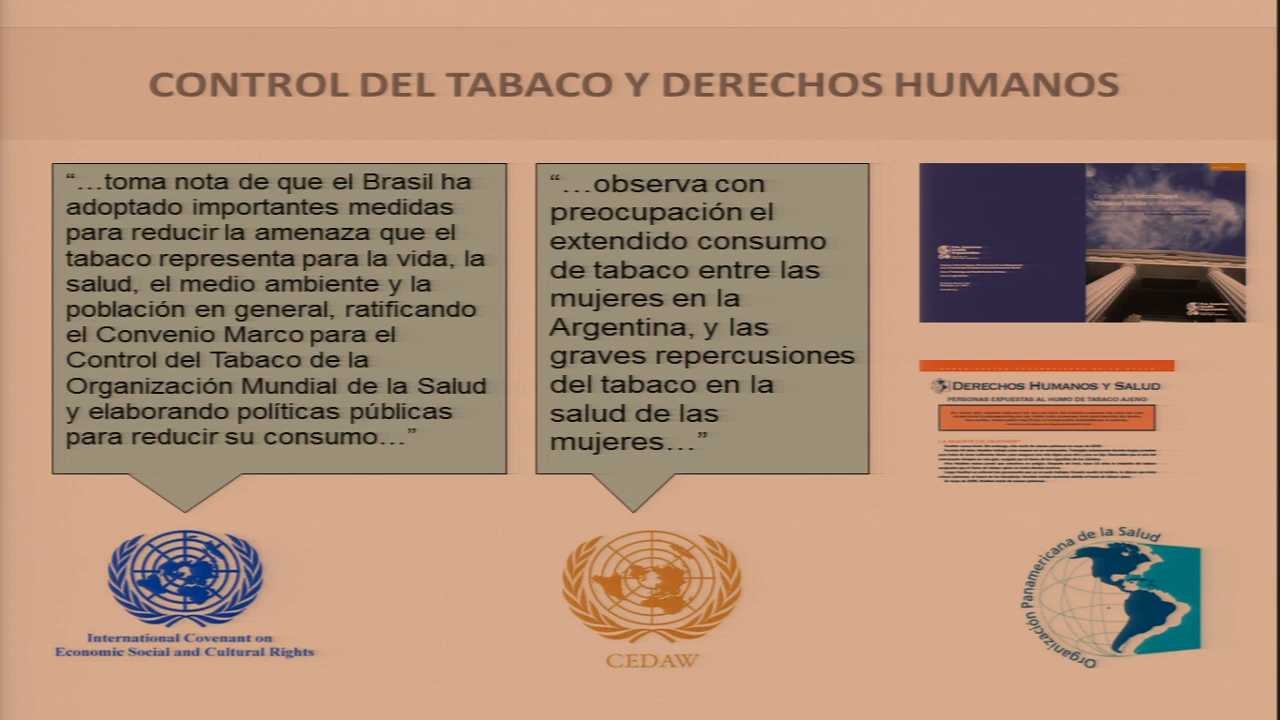 CONTROL DEL TABACO Y DERECHOS HUMANOS
“…toma nota de que el Brasil ha
adoptado importantes medidas
para reducir la amenaza que el
tabaco representa para la vida, la
salud, el medio ambiente y la
población en general, ratificando
el Convenio Marco para el
Control del Tabaco de la
Organización Mundial de la Salud
y elaborando políticas públicas
para reducir su consumo…”
“…observa con
preocupación el
extendido consumo
de tabaco entre las
mujeres en la
Argentina, y las
graves repercusiones
del tabaco en la
salud de las
mujeres…”
DERECHOS HUMANOS Y SALUD
PERSONAS EXPUESTAS AL HUMO DE TABACO AJENO
International Covenant on
Economic Social and Cultural Rights
CEDAW
Organización Panamericana de la Salud